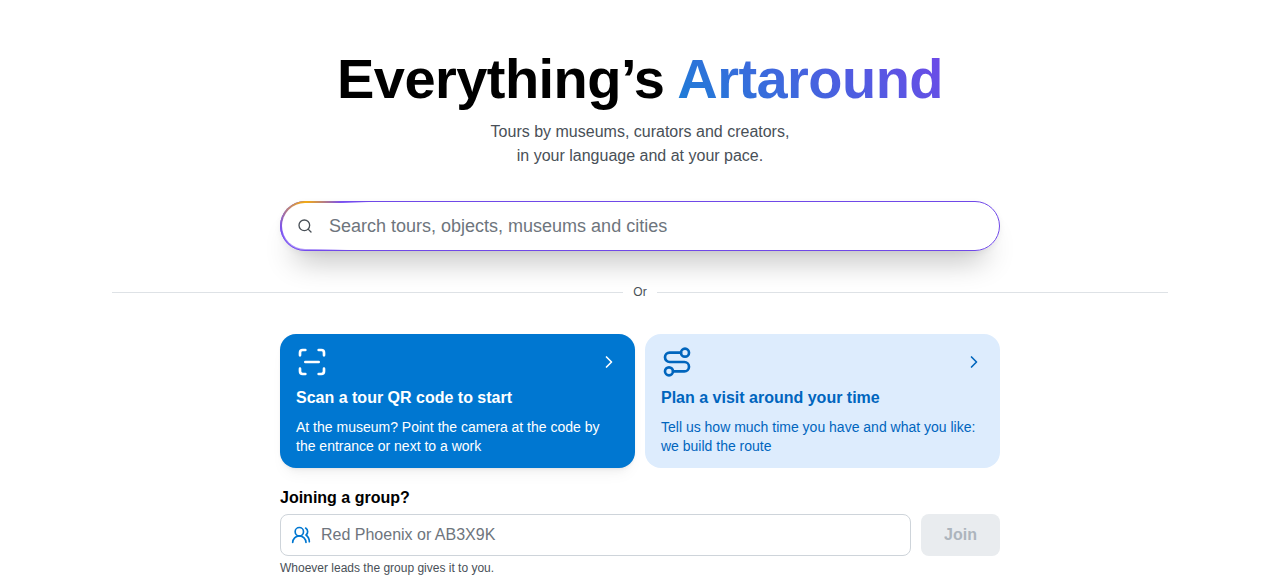 Everything’s Artaround
Tours by museums, curators and creators,
in your language and at your pace.
Search tours, objects, museums and cities
Or
Scan a tour QR code to start
At the museum? Point the camera at the code by
the entrance or next to a work
Plan a visit around your time
Tell us how much time you have and what you like:
we build the route
Joining a group?
Red Phoenix or AB3X9K
Join
Whoever leads the group gives it to you.